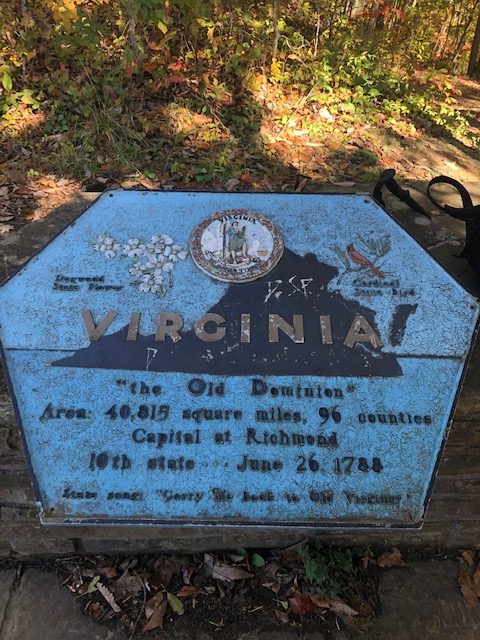 VIRGINIA
Dogwood
State Flower
Cardinal
State Bird
VIRGINIA
"the Old Dominion"
Area: 40,815 square miles, 96 counties
Capital at Richmond
10th state ... June 26, 1788
State song: "Carry Me Back to Old Virginny"